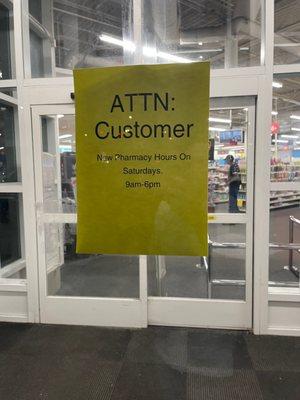 ATTN:
Customer
New Pharmacy Hours On
Saturdays.
9am-6pm